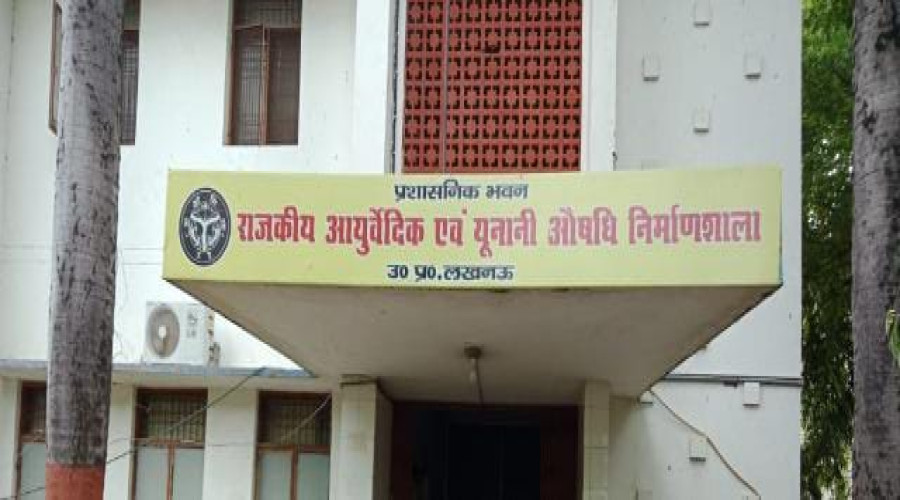 प्रशासनिक भवन
राजकीय आयुर्वेदिक एवं यूनानी औषधि निर्माणशाला
उ० प्र०. लखनऊ